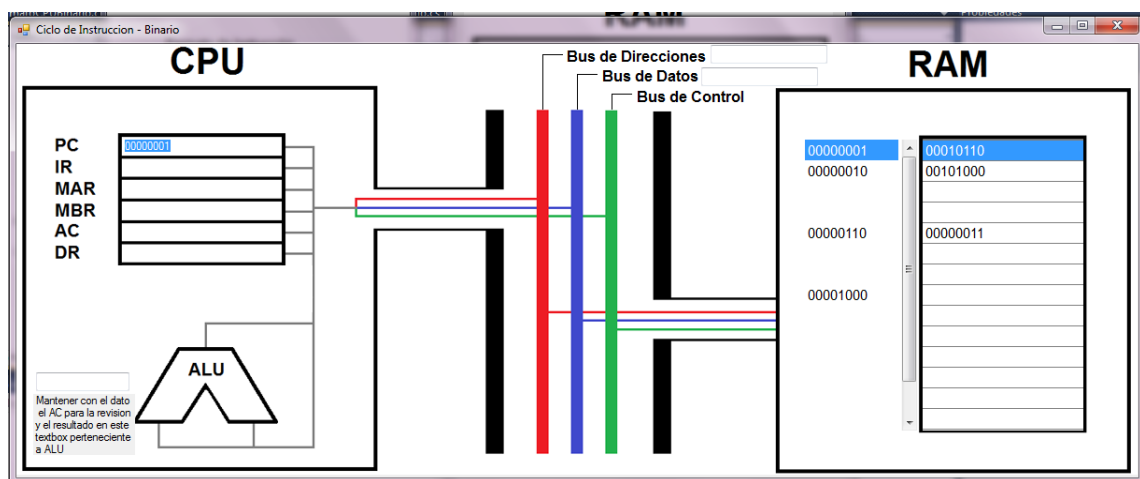 RAM
Propiedades
Ciclo de Instruccion - Binario
CPU
Bus de Direcciones
Bus de Datos
Bus de Control
RAM
PC 00000001
IR
MAR
MBR
AC
DR
ALU
Mantener con el dato
el AC para la revision
y el resultado en este
textbox perteneciente
a ALU
00000001 00010110
00000010 00101000
00000110 00000011
00001000